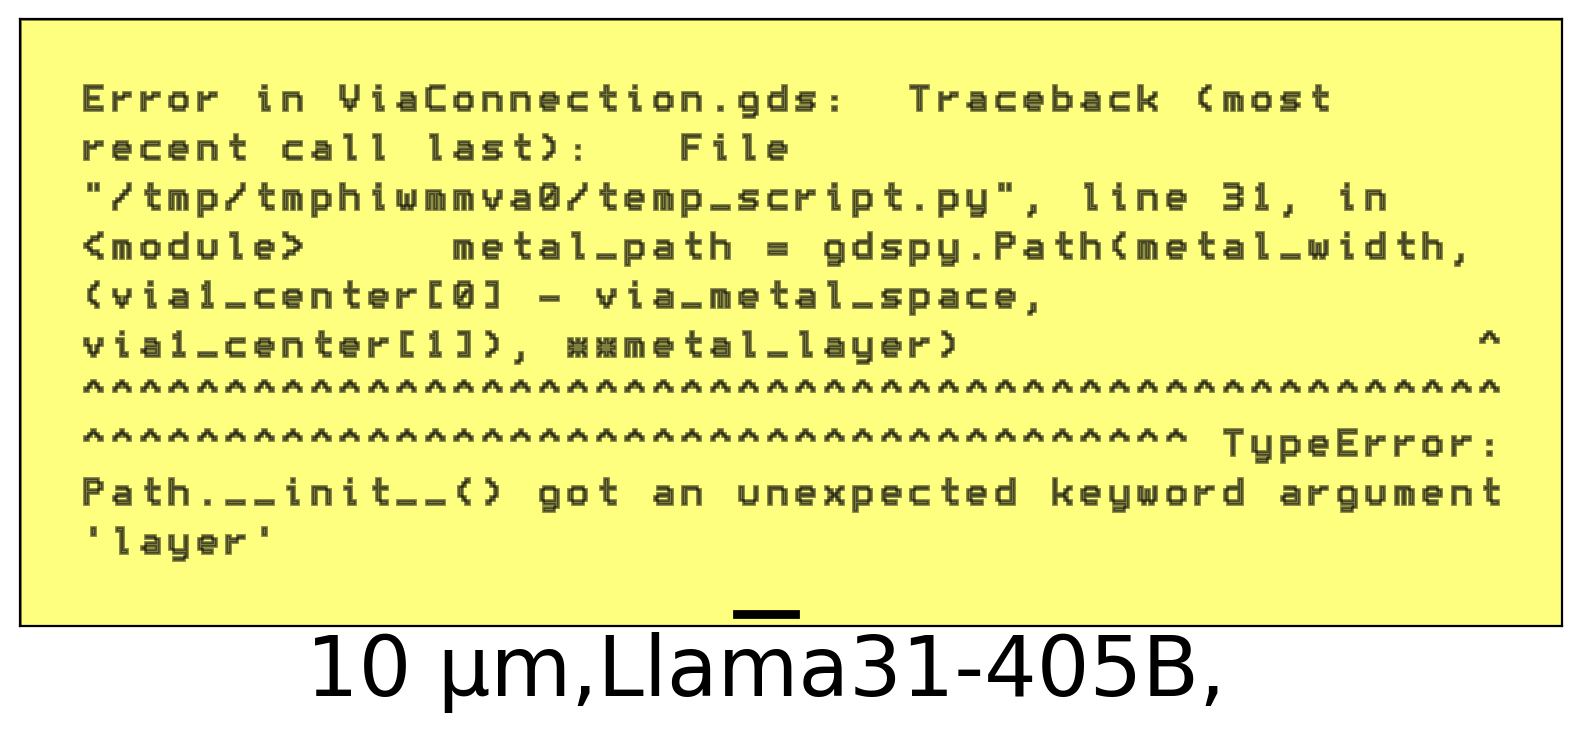 Error in ViaConnection.gds:  Traceback (most
recent call last):   File
"/tmp/tmphiwmmva0/temp_script.py", line 31, in
<module>     metal_path = gdspy.Path(metal_width,
(via1_center[0] - via_metal_space,
via1_center[1]), **metal_layer)                  ^
^^^^^^^^^^^^^^^^^^^^^^^^^^^^^^^^^^^^^^^^^^^^^^^^^^
^^^^^^^^^^^^^^^^^^^^^^^^^^^^^^^^^^^^^^^ TypeError:
Path.__init__() got an unexpected keyword argument
'layer'
10 μm,Llama31-405B,